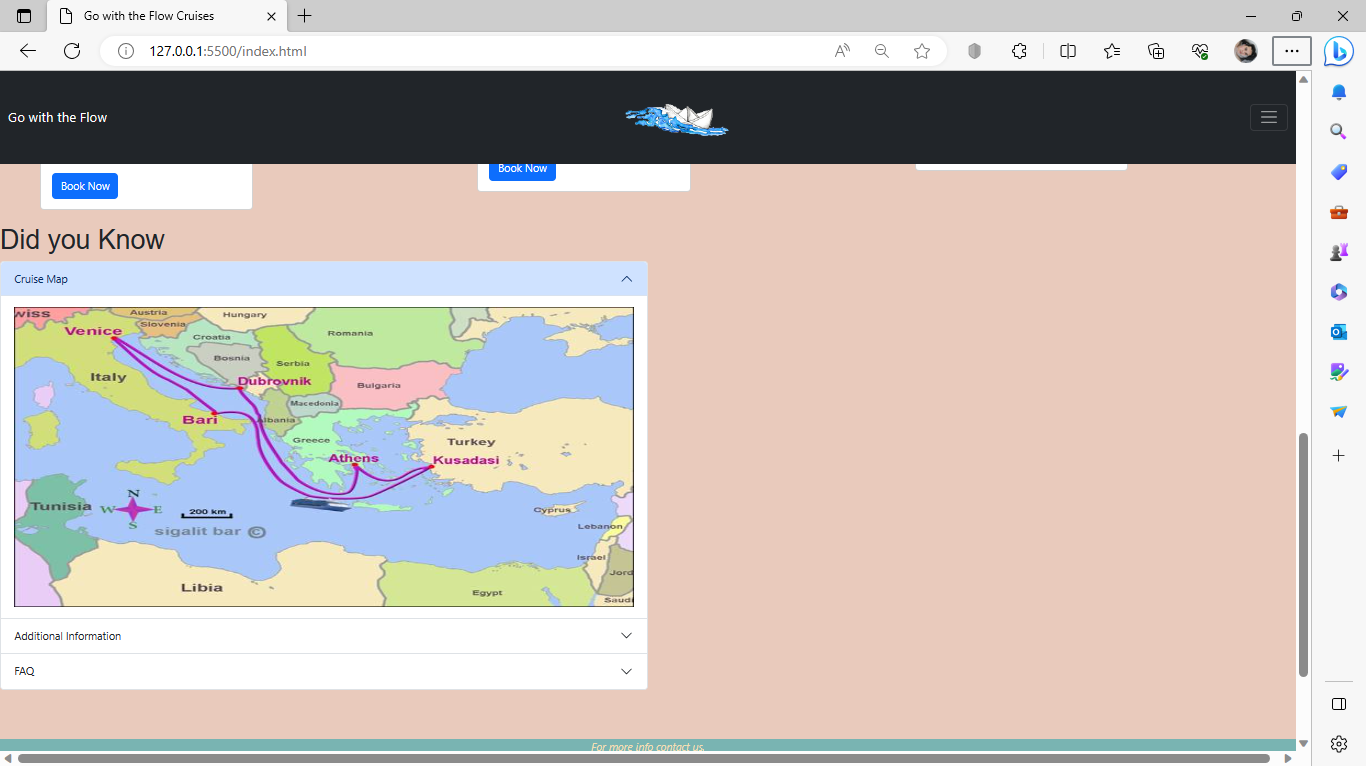 Go with the Flow Cruises
127.0.0.1:5500/index.html
Go with the Flow
Book Now
Book Now
Did you Know
Cruise Map
wiss
Austria
Hungary
Slovenia
Venice
Croatia
Romania
Bosnia
Serbia
Italy
Dubrovnik
Bulgaria
Macedonia
Bari
Albania
Greece
Turkey
Athens
Kusadasi
N
Tunisia
W
E
S
200 km
Cyprus
sigalit bar ©
Lebanon
Israel
Jord
Libia
Egypt
Saudi
Additional Information
FAQ
For more info contact us.